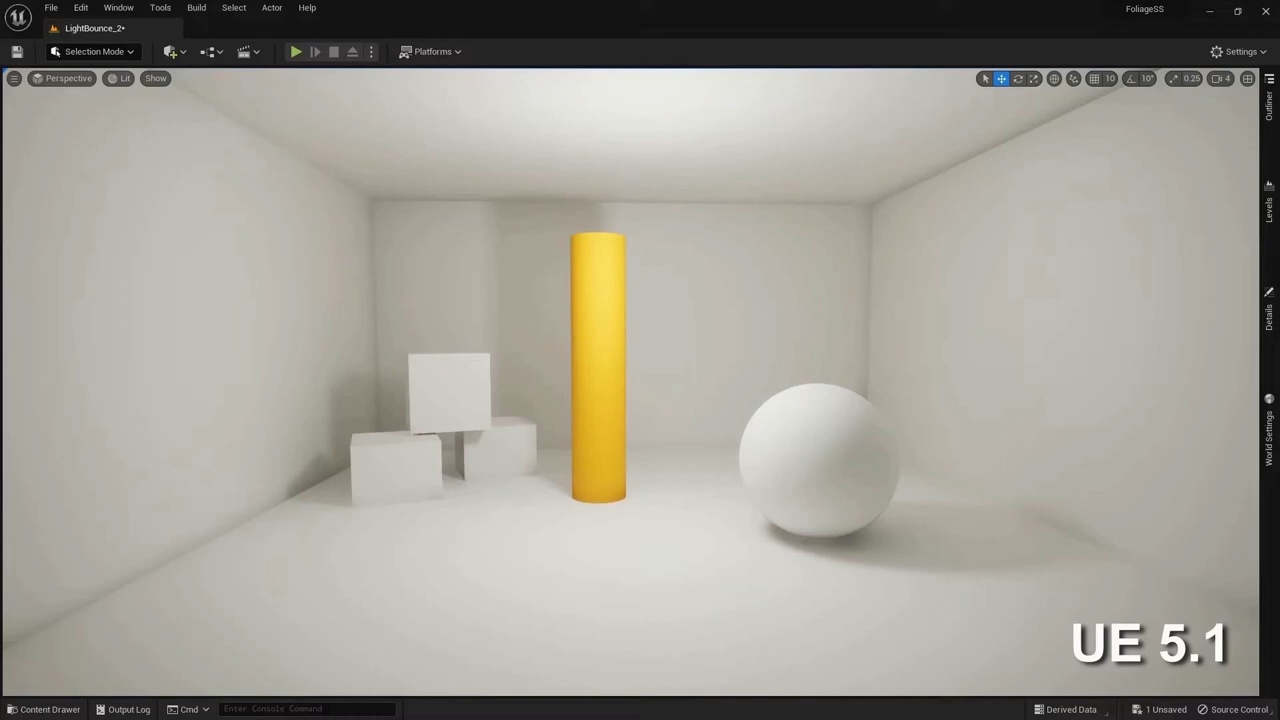 File Edit Window Tools Build Select Actor Help
FoliageSS
LightBounce_2•
Selection Mode
Platforms
Settings
Perspective Lit Show
10 10° 0.25 4
Outliner
Levels
Details
World Settings
UE 5.1
Content Drawer Output Log Cmd Enter Console Command Derived Data 1 Unsaved Source Control